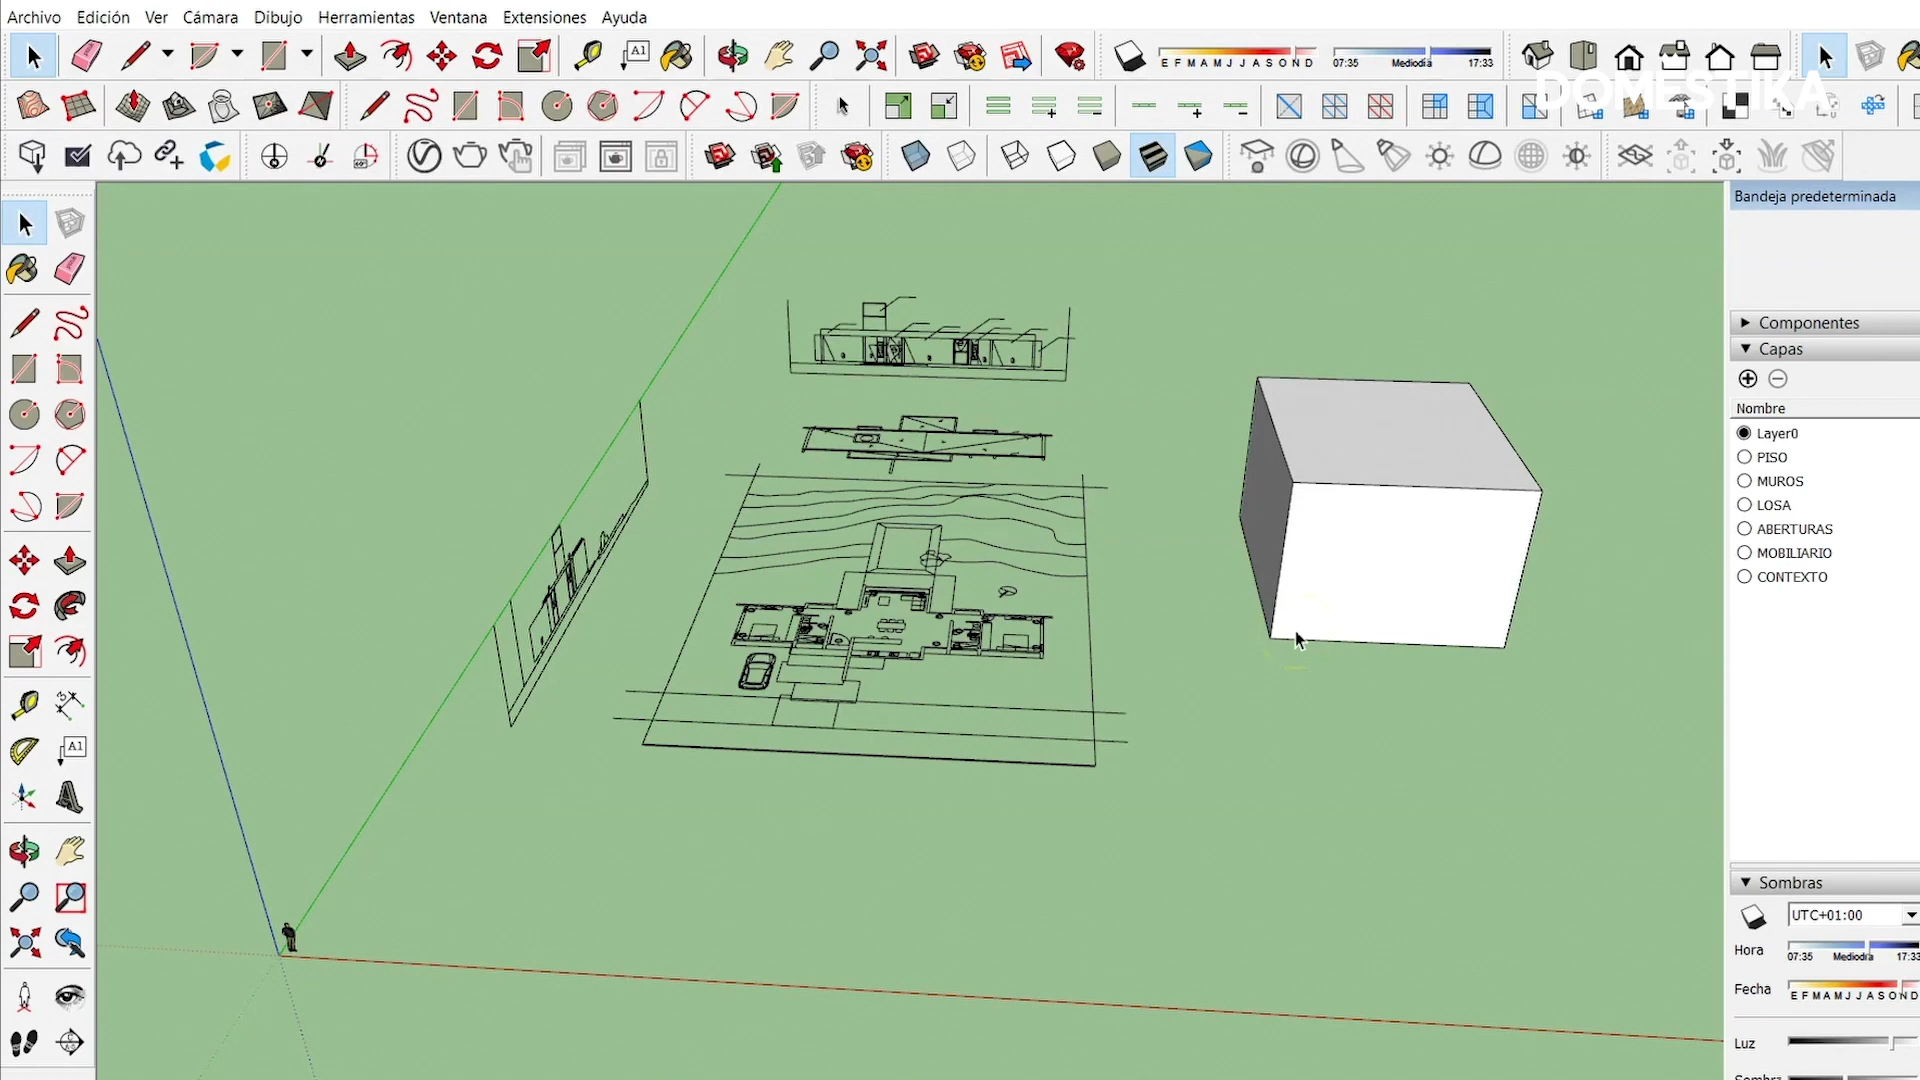 Archivo Edición Ver Cámara Dibujo Herramientas Ventana Extensiones Ayuda
A1
E F M A M J J A S O N D
07:35 Mediodía 17:33
DOMESTIKA
Bandeja predeterminada
Componentes
Capas
Nombre
Layer0
PISO
MUROS
LOSA
ABERTURAS
MOBILIARIO
CONTEXTO
A1
Sombras
UTC+01:00
Hora
07:35 Mediodía 17:33
Fecha
E F M A M J J A S O N D
Luz